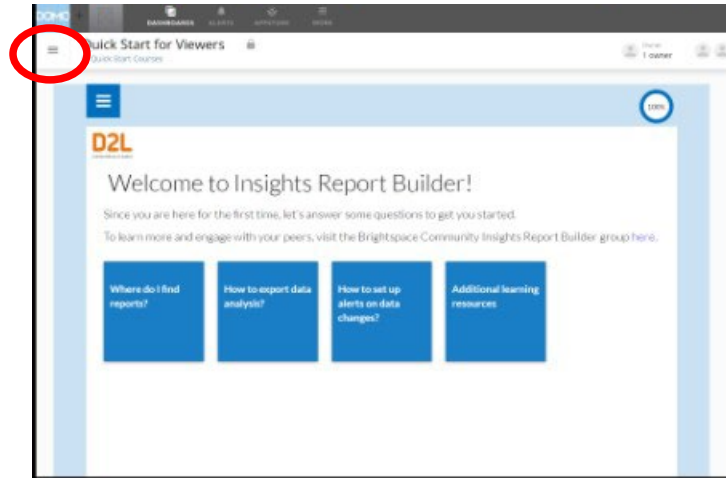 DOMO
DASHBOARDS ALERTS APPSTORE MORE
Quick Start for Viewers
Quick Start Courses
1 owner
100%
D2L
Welcome to Insights Report Builder!
Since you are here for the first time, let's answer some questions to get you started.
To learn more and engage with your peers, visit the Brightspace Community Insights Report Builder group here.
Where do I find
reports?
How to export data
analysis?
How to set up
alerts on data
changes?
Additional learning
resources